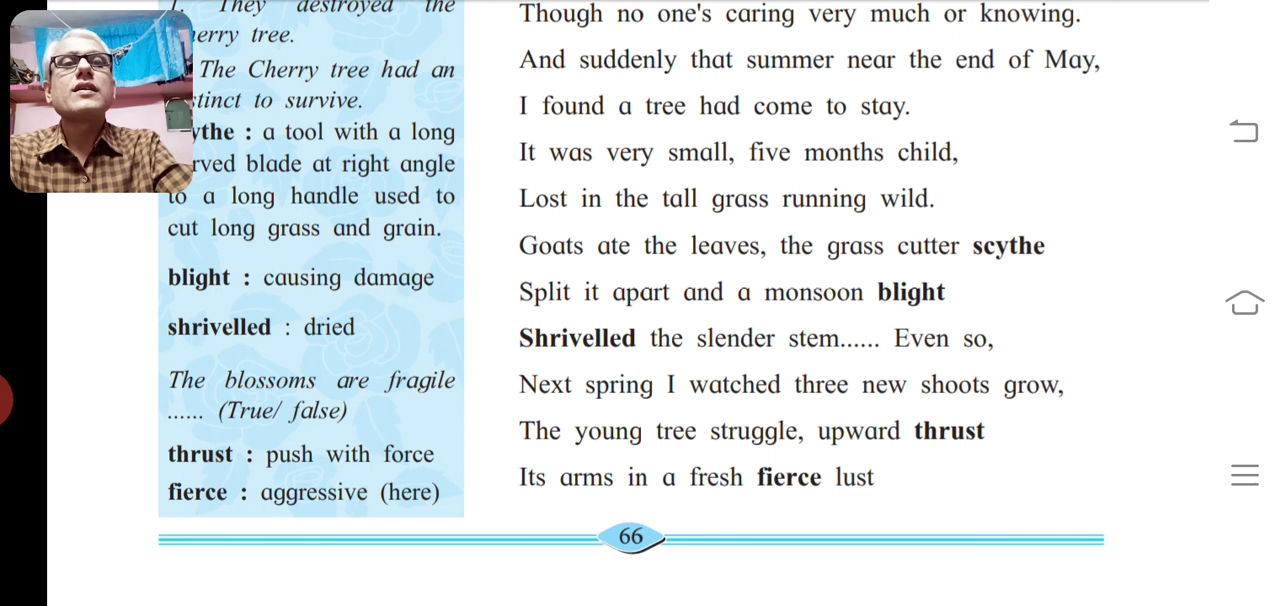 1. They destroyed the
erry tree.
The Cherry tree had an
tinct to survive.
ythe : a tool with a long
rved blade at right angle
to a long handle used to
cut long grass and grain.
blight : causing damage
shrivelled : dried
The blossoms are fragile
...... (True/ false)
thrust : push with force
fierce : aggressive (here)
Though no one's caring very much or knowing.
And suddenly that summer near the end of May,
I found a tree had come to stay.
It was very small, five months child,
Lost in the tall grass running wild.
Goats ate the leaves, the grass cutter scythe
Split it apart and a monsoon blight
Shrivelled the slender stem...... Even so,
Next spring I watched three new shoots grow,
The young tree struggle, upward thrust
Its arms in a fresh fierce lust
66